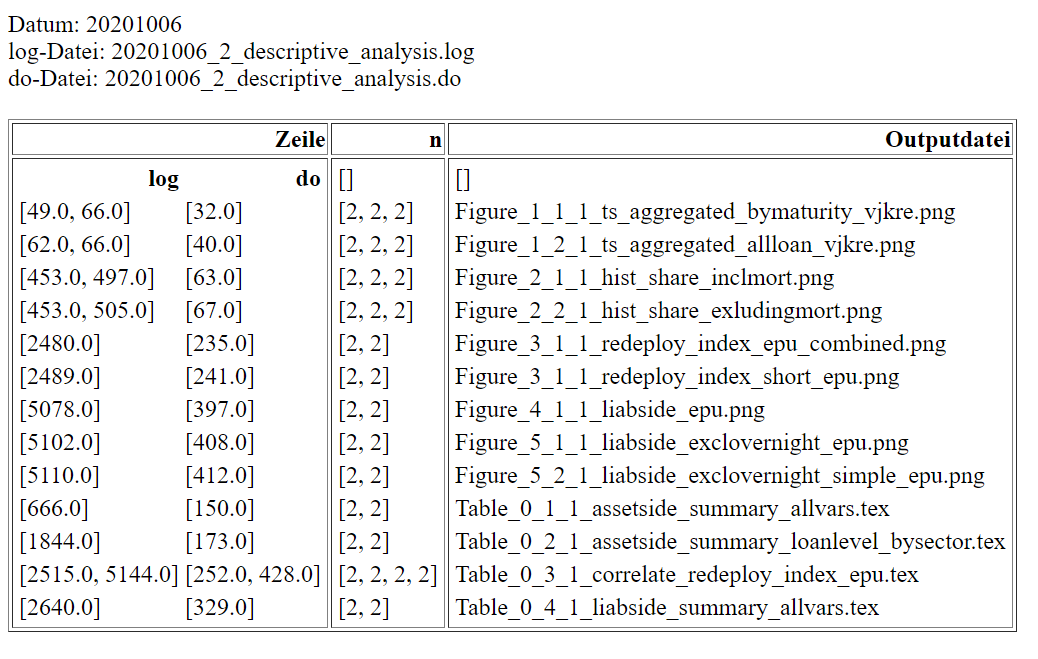 Datum: 20201006
log-Datei: 20201006_2_descriptive_analysis.log
do-Datei: 20201006_2_descriptive_analysis.do
Zeile n Outputdatei
log do [] []
[49.0, 66.0] [32.0] [2, 2, 2] Figure_1_1_1_ts_aggregated_bymaturity_vjkre.png
[62.0, 66.0] [40.0] [2, 2, 2] Figure_1_2_1_ts_aggregated_allloan_vjkre.png
[453.0, 497.0] [63.0] [2, 2, 2] Figure_2_1_1_hist_share_inclmort.png
[453.0, 505.0] [67.0] [2, 2, 2] Figure_2_2_1_hist_share_exludingmort.png
[2480.0] [235.0] [2, 2] Figure_3_1_1_redeploy_index_epu_combined.png
[2489.0] [241.0] [2, 2] Figure_3_1_1_redeploy_index_short_epu.png
[5078.0] [397.0] [2, 2] Figure_4_1_1_liabside_epu.png
[5102.0] [408.0] [2, 2] Figure_5_1_1_liabside_exclovernight_epu.png
[5110.0] [412.0] [2, 2] Figure_5_2_1_liabside_exclovernight_simple_epu.png
[666.0] [150.0] [2, 2] Table_0_1_1_assetside_summary_allvars.tex
[1844.0] [173.0] [2, 2] Table_0_2_1_assetside_summary_loanlevel_bysector.tex
[2515.0, 5144.0] [252.0, 428.0] [2, 2, 2, 2] Table_0_3_1_correlate_redeploy_index_epu.tex
[2640.0] [329.0] [2, 2] Table_0_4_1_liabside_summary_allvars.tex